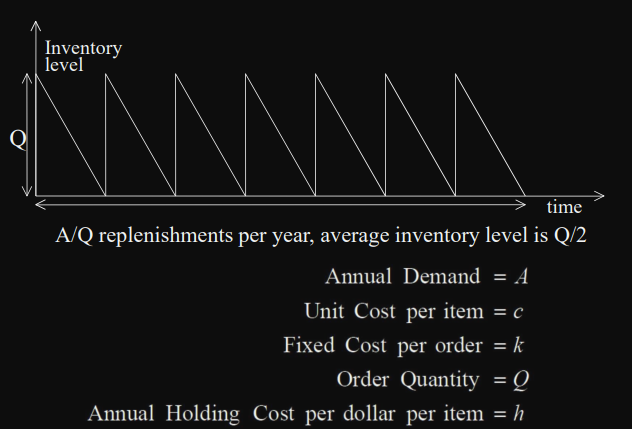 Inventory
level
Q
time
A/Q replenishments per year, average inventory level is Q/2
Annual Demand = A
Unit Cost per item = c
Fixed Cost per order = k
Order Quantity = Q
Annual Holding Cost per dollar per item = h